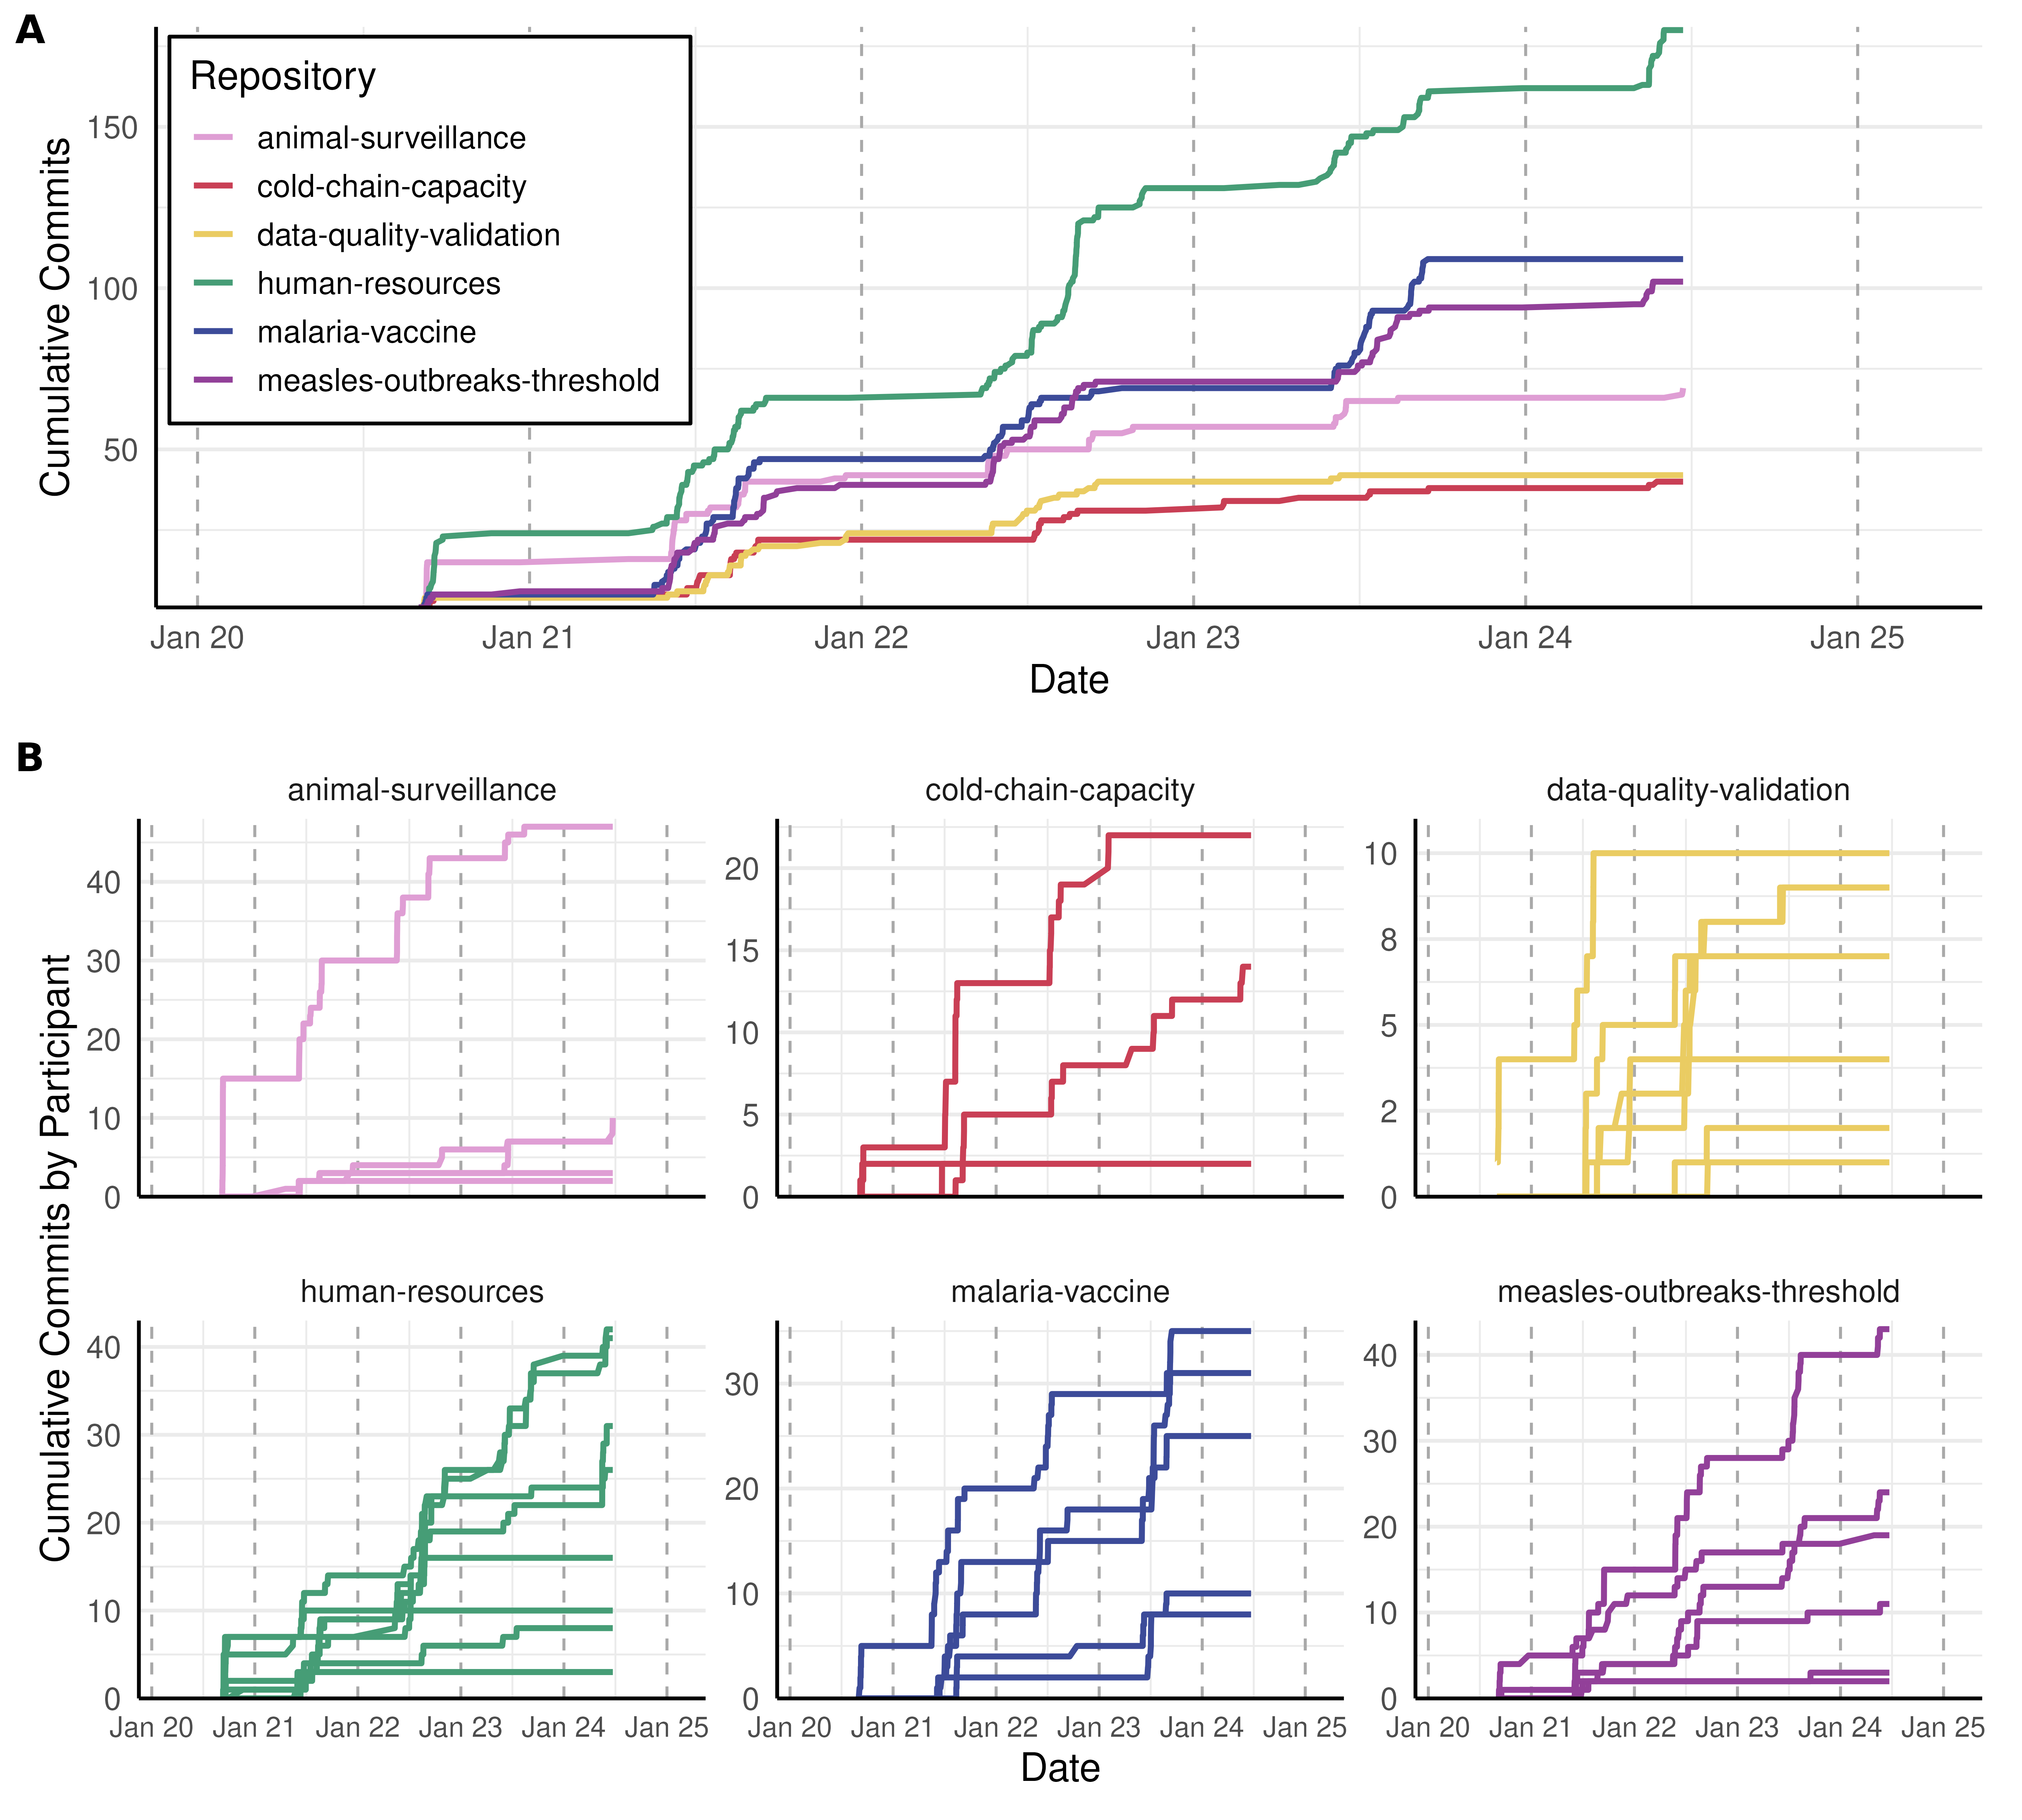 A
Cumulative Commits
150
100
50
Repository
animal-surveillance
cold-chain-capacity
data-quality-validation
human-resources
malaria-vaccine
measles-outbreaks-threshold
Jan 20 Jan 21 Jan 22 Jan 23 Jan 24 Jan 25
Date
B
Cumulative Commits by Participant
animal-surveillance
40
30
20
10
0
cold-chain-capacity
20
15
10
5
0
data-quality-validation
10
8
5
2
0
human-resources
40
30
20
10
0
Jan 20 Jan 21 Jan 22 Jan 23 Jan 24 Jan 25
malaria-vaccine
30
20
10
0
Jan 20 Jan 21 Jan 22 Jan 23 Jan 24 Jan 25
measles-outbreaks-threshold
40
30
20
10
0
Jan 20 Jan 21 Jan 22 Jan 23 Jan 24 Jan 25
Date